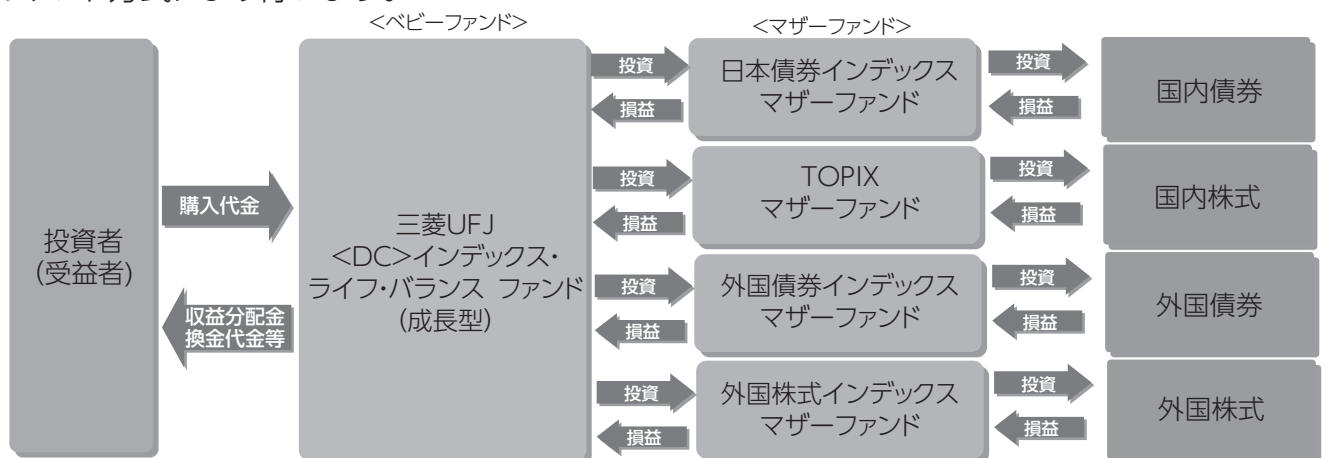 <ベビーファンド>
<マザーファンド>
投資者
(受益者)
購入代金
収益分配金
換金代金等
三菱UFJ
<DC>インデックス・
ライフ・バランス ファンド
(成長型)
投資
損益
日本債券インデックス
マザーファンド
投資
損益
国内債券
投資
損益
TOPIX
マザーファンド
投資
損益
国内株式
投資
損益
外国債券インデックス
マザーファンド
投資
損益
外国債券
投資
損益
外国株式インデックス
マザーファンド
投資
損益
外国株式